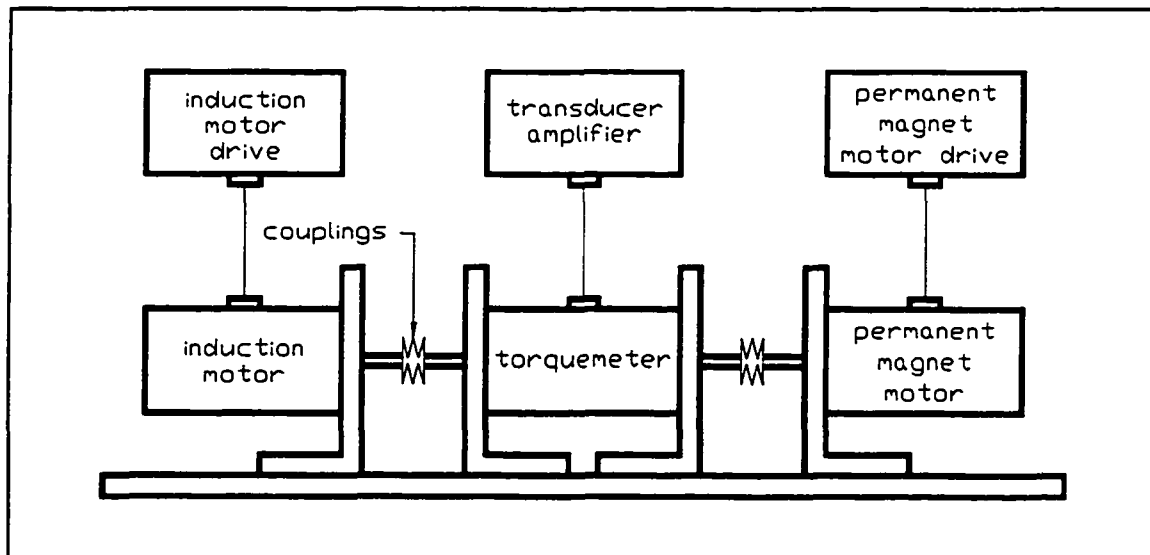 induction
motor
drive
transducer
amplifier
permanent
magnet
motor drive
couplings
induction
motor
torquemeter
permanent
magnet
motor